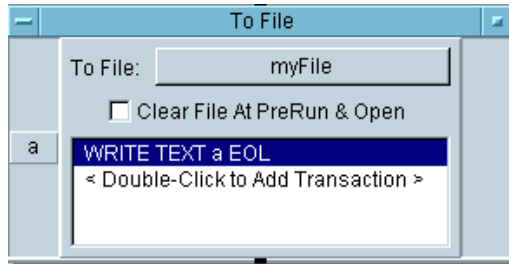 To File
To File: myFile
Clear File At PreRun & Open
a
WRITE TEXT a EOL
< Double-Click to Add Transaction >